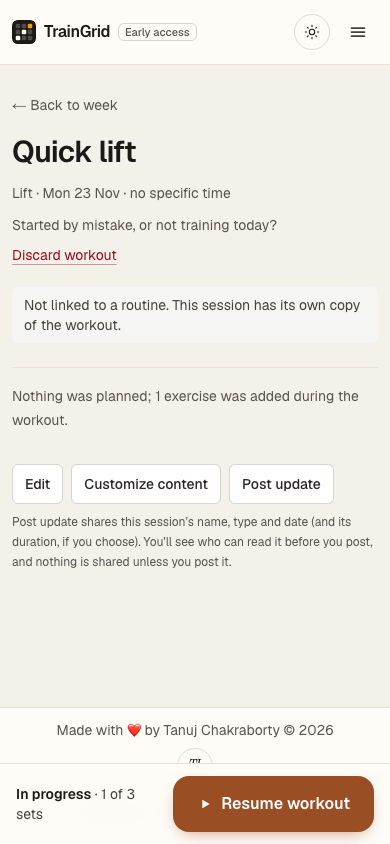 TrainGrid Early access
← Back to week
Quick lift
Lift · Mon 23 Nov · no specific time
Started by mistake, or not training today?
Discard workout
Not linked to a routine. This session has its own copy
of the workout.
Nothing was planned; 1 exercise was added during the
workout.
Edit Customize content Post update
Post update shares this session’s name, type and date (and its
duration, if you choose). You’ll see who can read it before you post,
and nothing is shared unless you post it.
Made with ❤️ by Tanuj Chakraborty © 2026
In progress · 1 of 3
sets
Resume workout